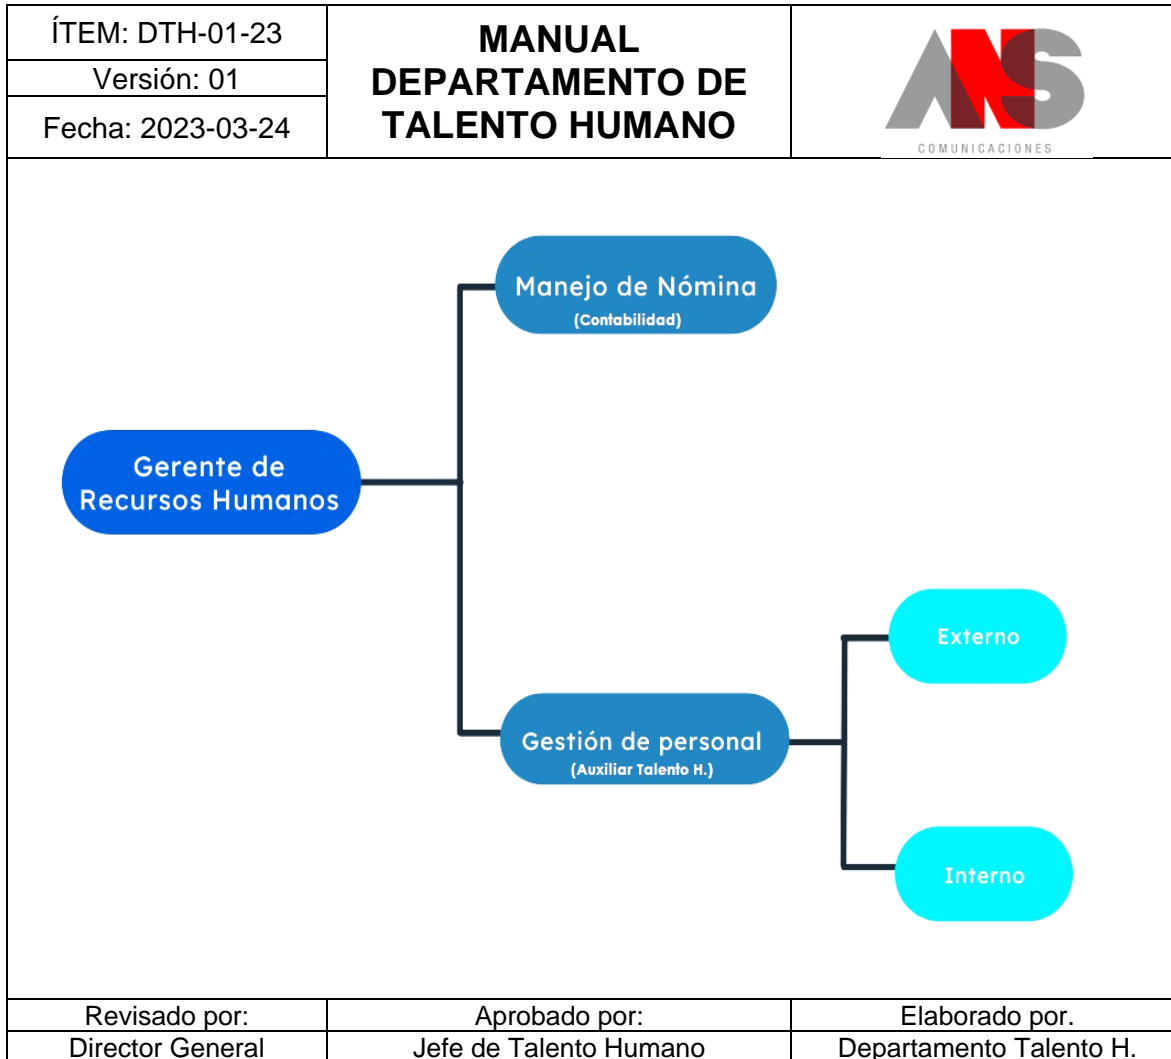 ÍTEM: DTH-01-23
Versión: 01
Fecha: 2023-03-24
MANUAL
DEPARTAMENTO DE
TALENTO HUMANO
ANS
COMUNICACIONES
Manejo de Nómina
(Contabilidad)
Gerente de
Recursos Humanos
Externo
Gestión de personal
(Auxiliar Talento H.)
Interno
Revisado por:
Aprobado por:
Elaborado por.
Director General
Jefe de Talento Humano
Departamento Talento H.